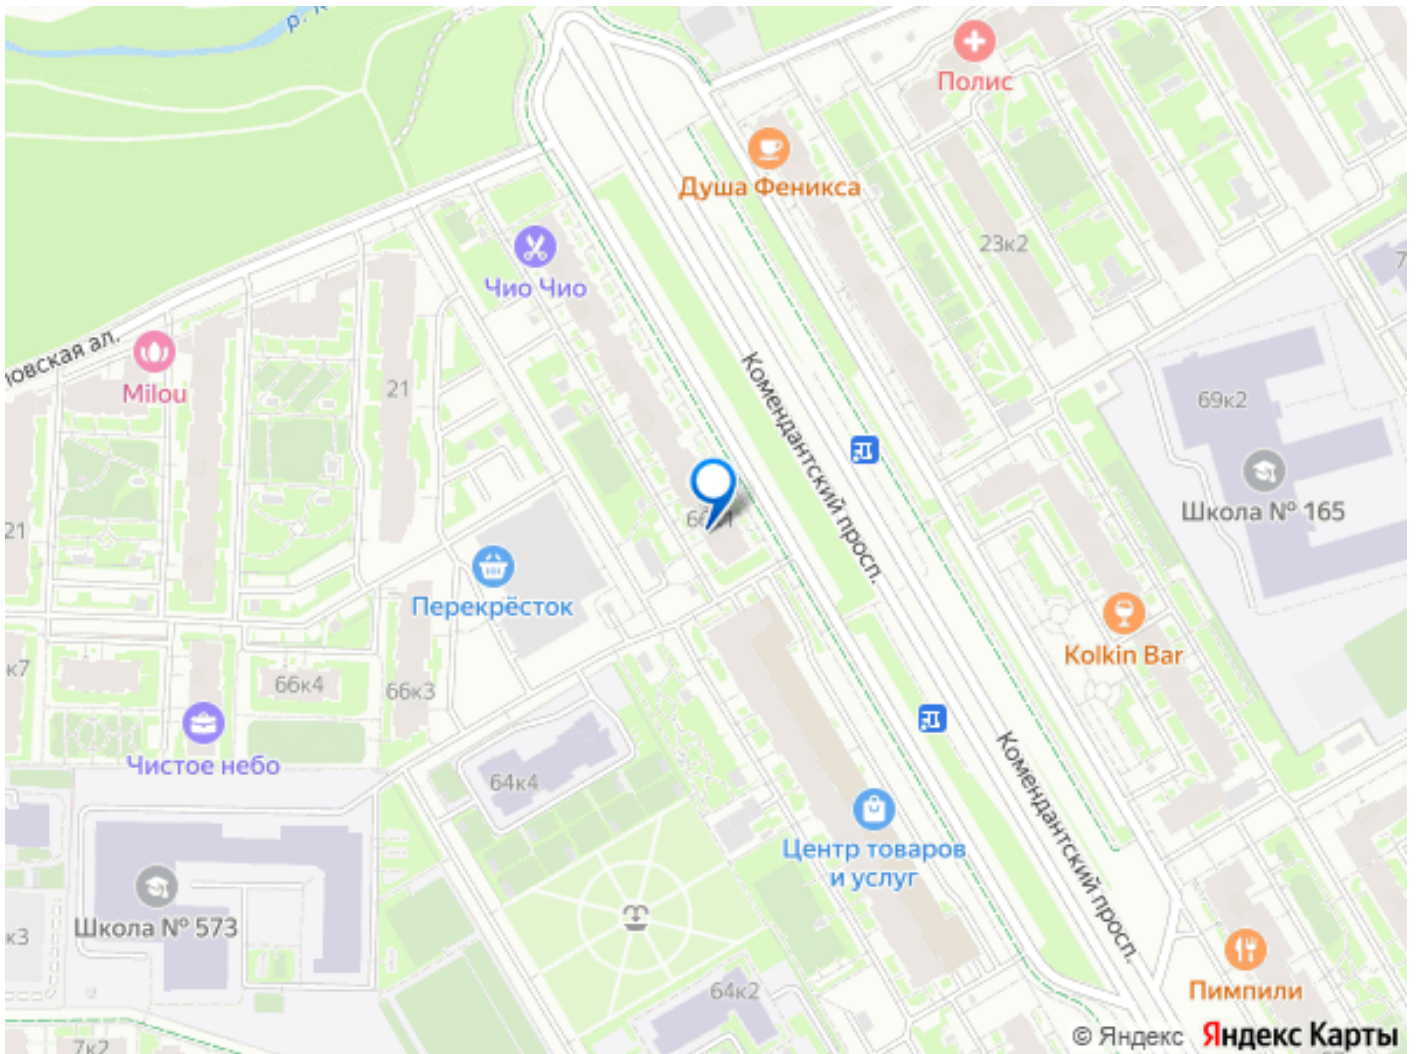 Полис
Душа Феникса
23к2
Чио Чио
Milou
21
Комендантский просп.
69к2
Школа № 165
21
Перекрёсток
Kolkin Bar
к7
66к4
66к3
Чистое небо
64к4
Комендантский просп.
Центр товаров
и услуг
Школа № 573
к3
64к2
Пимпили
7к2
© Яндекс Яндекс Карты